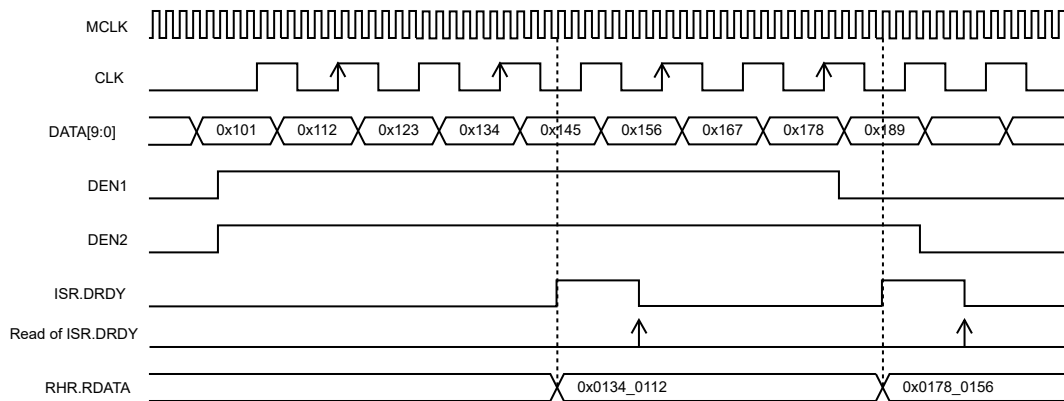 MCLK
CLK
DATA[9:0] 0x101 0x112 0x123 0x134 0x145 0x156 0x167 0x178 0x189
DEN1
DEN2
ISR.DRDY
Read of ISR.DRDY
RHR.RDATA 0x0134_0112 0x0178_0156